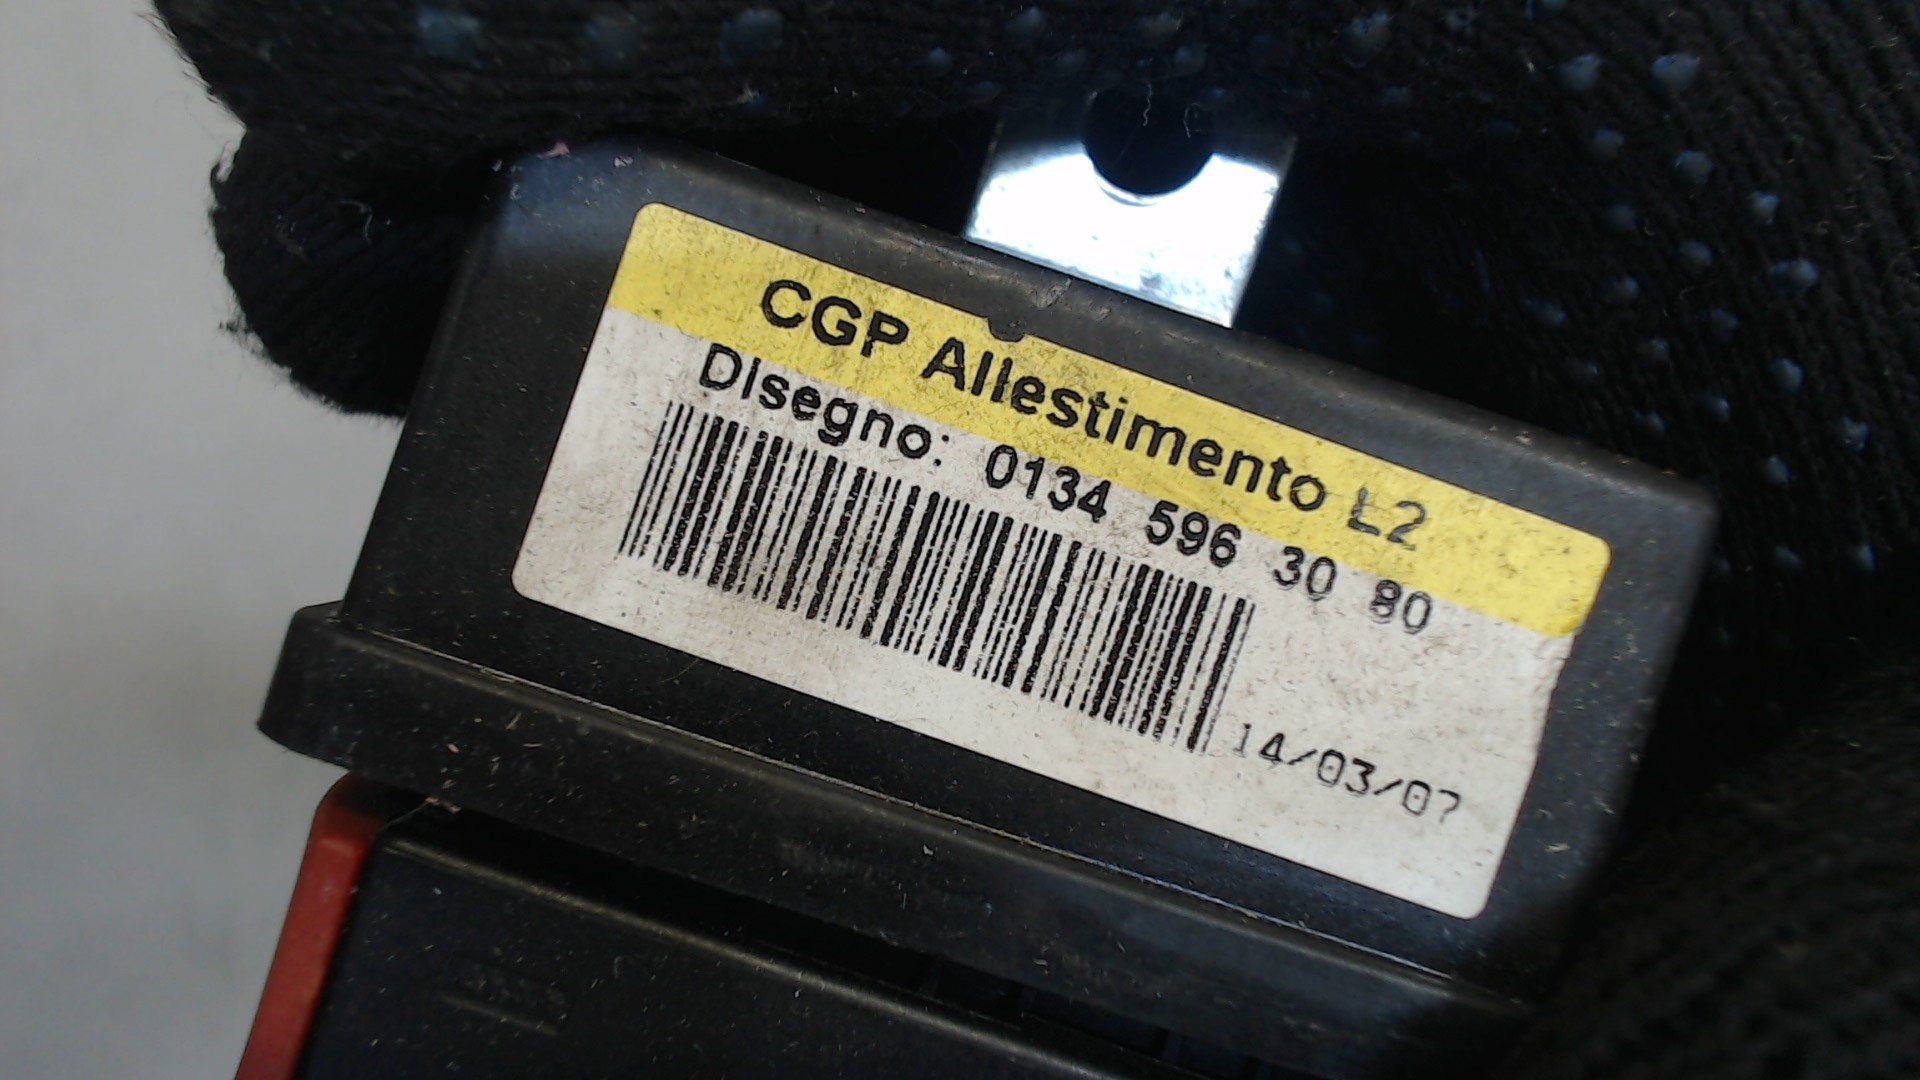 CGP Allestimento L2
Disegno: 0134 596 30 80
14/03/07